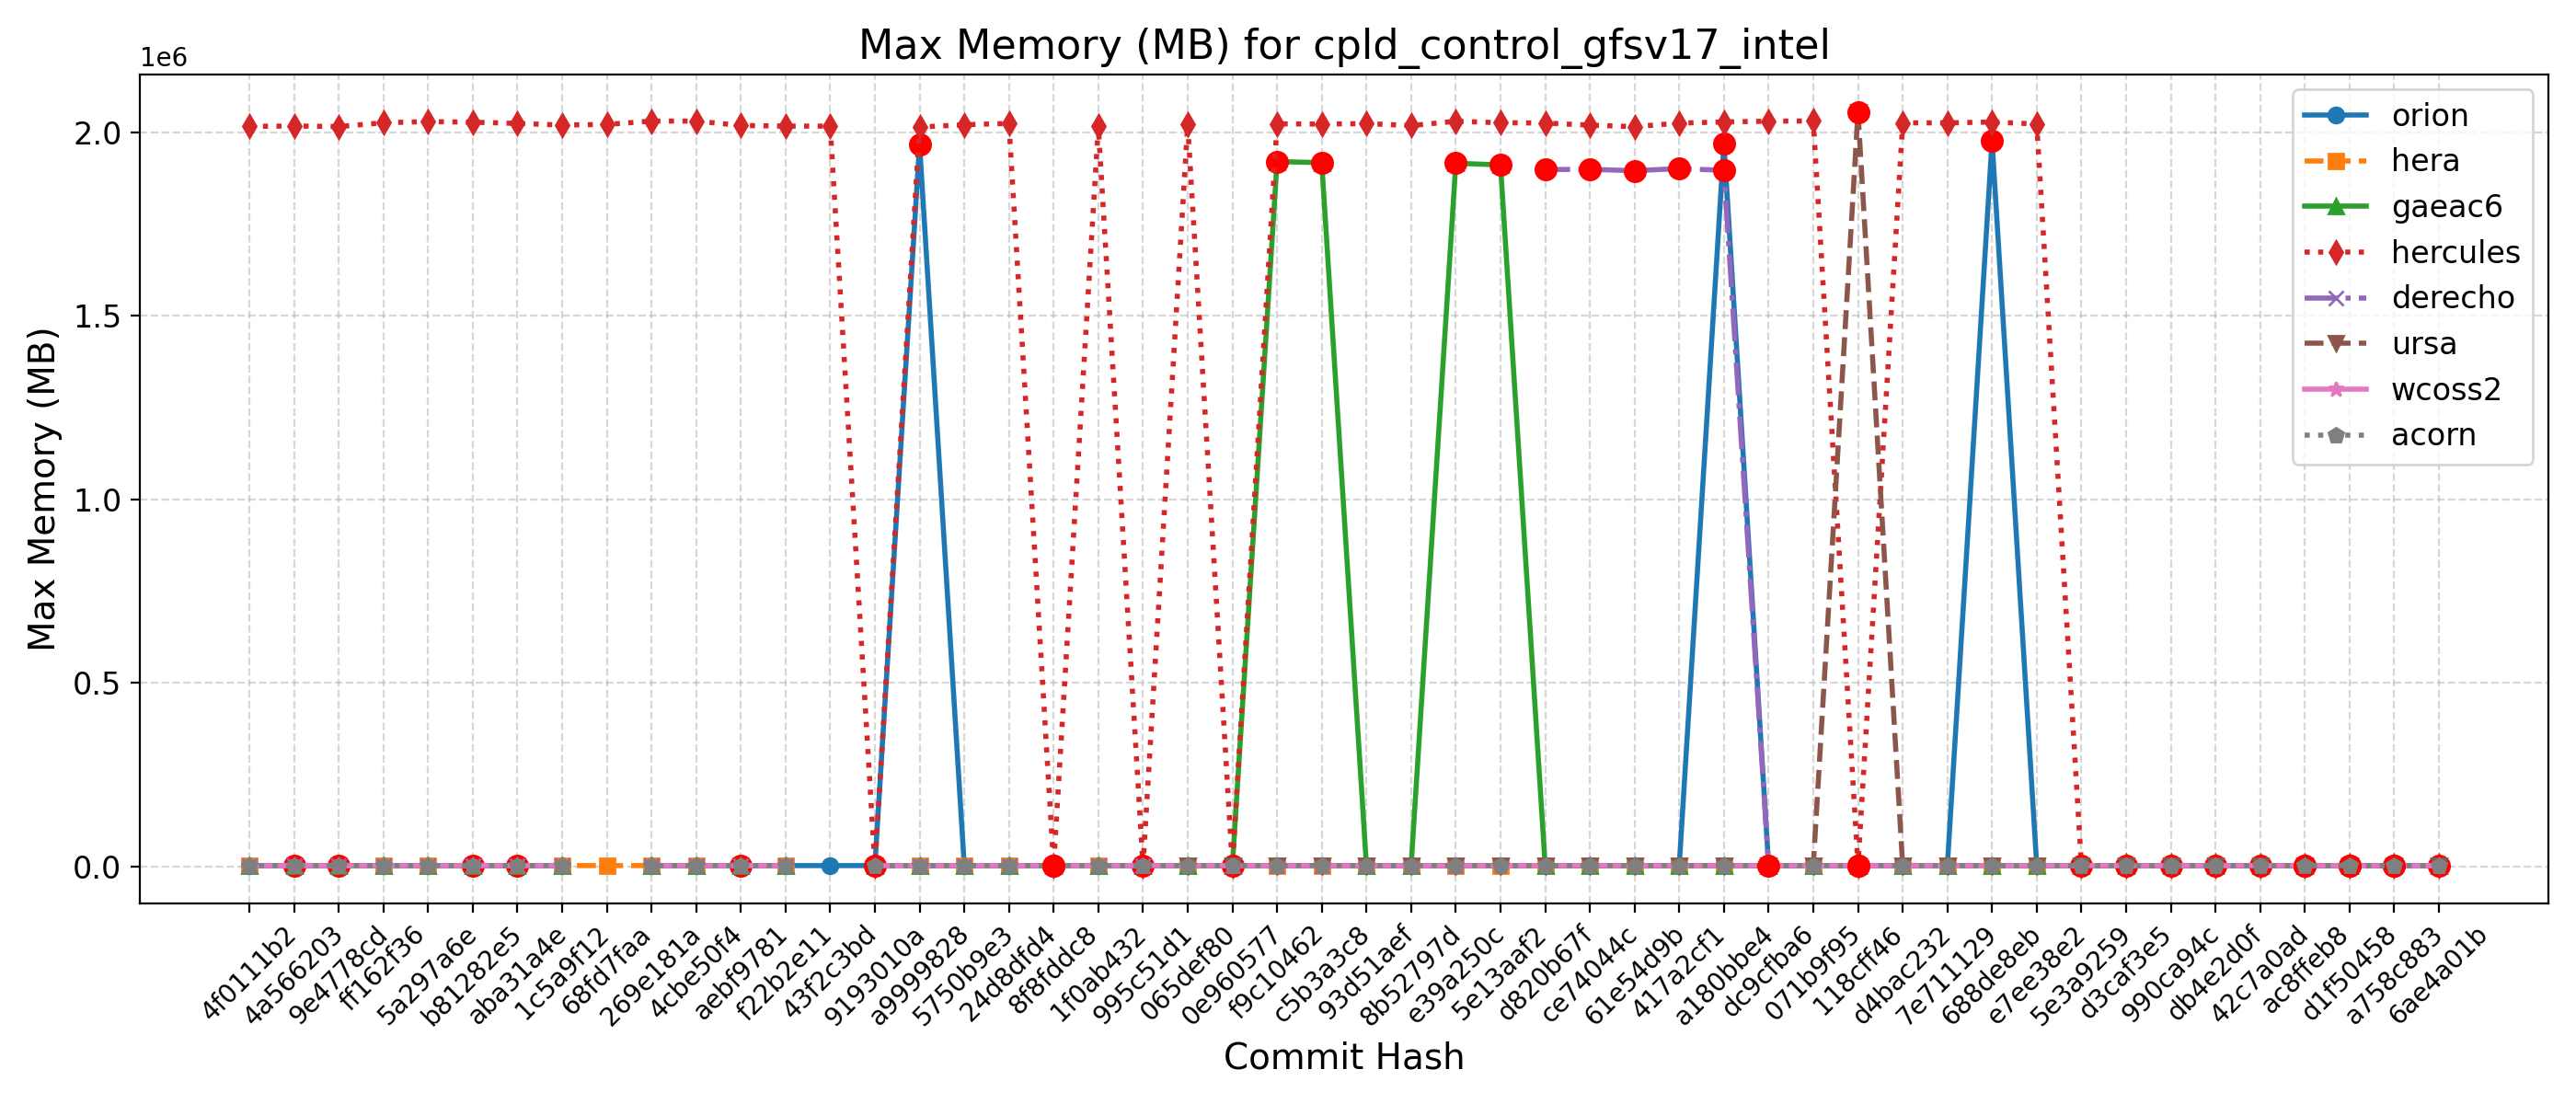 Max Memory (MB) for cpld_control_gfsv17_intel
1e6
2.0
1.5
1.0
0.5
0.0
Max Memory (MB)
orion
hera
gaeac6
hercules
derecho
ursa
wcoss2
acorn
4f0111b2
4a566203
9e4778cd
ff162f36
5a297a6e
b81282e5
aba31a4e
1c5a9f12
68fd7faa
269e181a
4cbe50f4
aebf9781
f22b2e11
43f2c3bd
9193010a
a9999828
5750b9e3
24d8dfd4
8f8fddc8
1f0ab432
995c51d1
065def80
0e960577
f9c10462
c5b3a3c8
93d51aef
8b52797d
e39a250c
5e13aaf2
d820b67f
ce74044c
61e54d9b
417a2cf1
a180bbe4
dc9cfba6
071b9f95
118cff46
d4bac232
7e711129
688de8eb
e7ee38e2
5e3a9259
d3caf3e5
990ca94c
db4e2d0f
42c7a0ad
ac8ffeb8
d1f50458
a758c883
6ae4a01b
Commit Hash